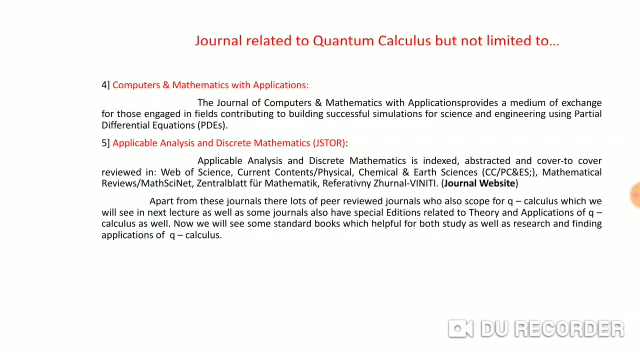 Journal related to Quantum Calculus but not limited to…
4] Computers & Mathematics with Applications:
The Journal of Computers & Mathematics with Applicationsprovides a medium of exchange
for those engaged in fields contributing to building successful simulations for science and engineering using Partial
Differential Equations (PDEs).
5] Applicable Analysis and Discrete Mathematics (JSTOR):
Applicable Analysis and Discrete Mathematics is indexed, abstracted and cover-to cover
reviewed in: Web of Science, Current Contents/Physical, Chemical & Earth Sciences (CC/PC&ES;), Mathematical
Reviews/MathSciNet, Zentralblatt für Mathematik, Referativny Zhurnal-VINITI. (Journal Website)
Apart from these journals there lots of peer reviewed journals who also scope for q – calculus which we
will see in next lecture as well as some journals also have special Editions related to Theory and Applications of q –
calculus as well. Now we will see some standard books which helpful for both study as well as research and finding
applications of q – calculus.
DU RECORDER